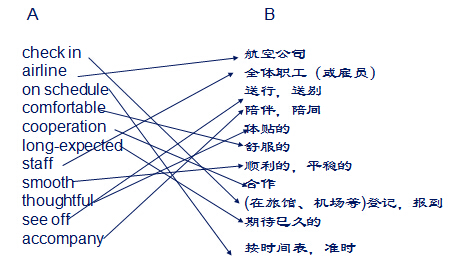 A B
check in 航空公司
airline 全体职工（或雇员）
on schedule 送行，送别
comfortable 陪伴，陪同
cooperation 体贴的
long-expected 舒服的
staff 顺利的，平稳的
smooth 合作
thoughtful (在旅馆、机场等)登记，报到
see off 期待已久的
accompany 按时间表，准时